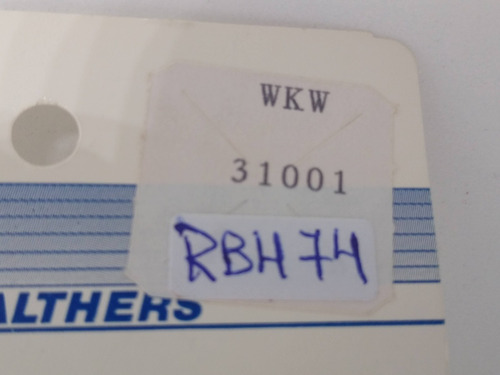 WKW
31001
RBH74
ALTHERS